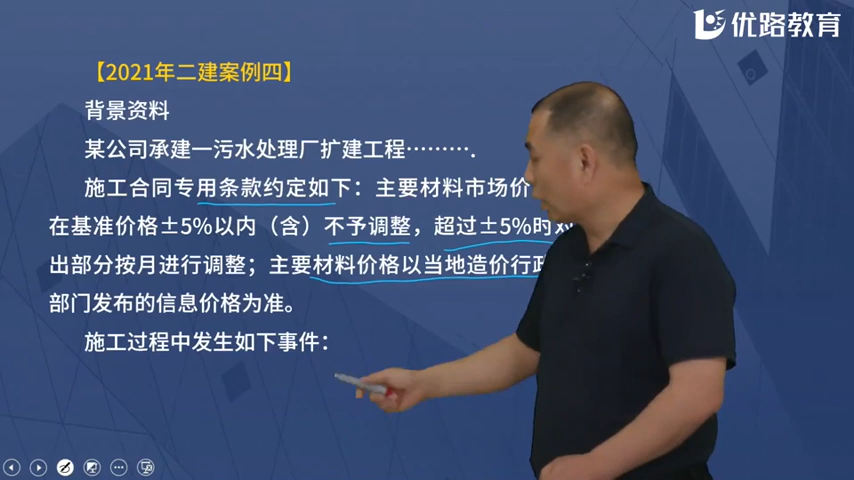 优路教育
【2021年二建案例四】
背景资料
某公司承建一污水处理厂扩建工程……….
施工合同专用条款约定如下：主要材料市场价
在基准价格±5%以内（含）不予调整，超过±5%时对
出部分按月进行调整；主要材料价格以当地造价行政
部门发布的信息价格为准。
施工过程中发生如下事件：